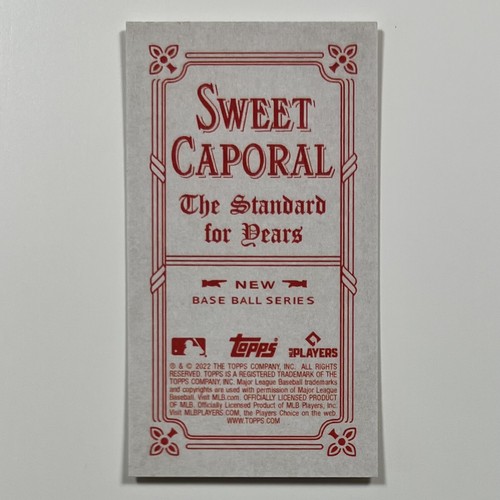 SWEET
CAPORAL
The Standard
for Years
NEW
BASE BALL SERIES
topps
MLB PLAYERS
® & © 2022 THE TOPPS COMPANY, INC. ALL RIGHTS
RESERVED. TOPPS IS A REGISTERED TRADEMARK OF THE
TOPPS COMPANY, INC. Major League Baseball trademarks
and copyrights are used with permission of Major League
Baseball. Visit MLB.com. OFFICIALLY LICENSED PRODUCT
OF MLB. Officially Licensed Product of MLB Players, Inc.
Visit MLBPLAYERS.COM, the Players Choice on the web.
WWW.TOPPS.COM